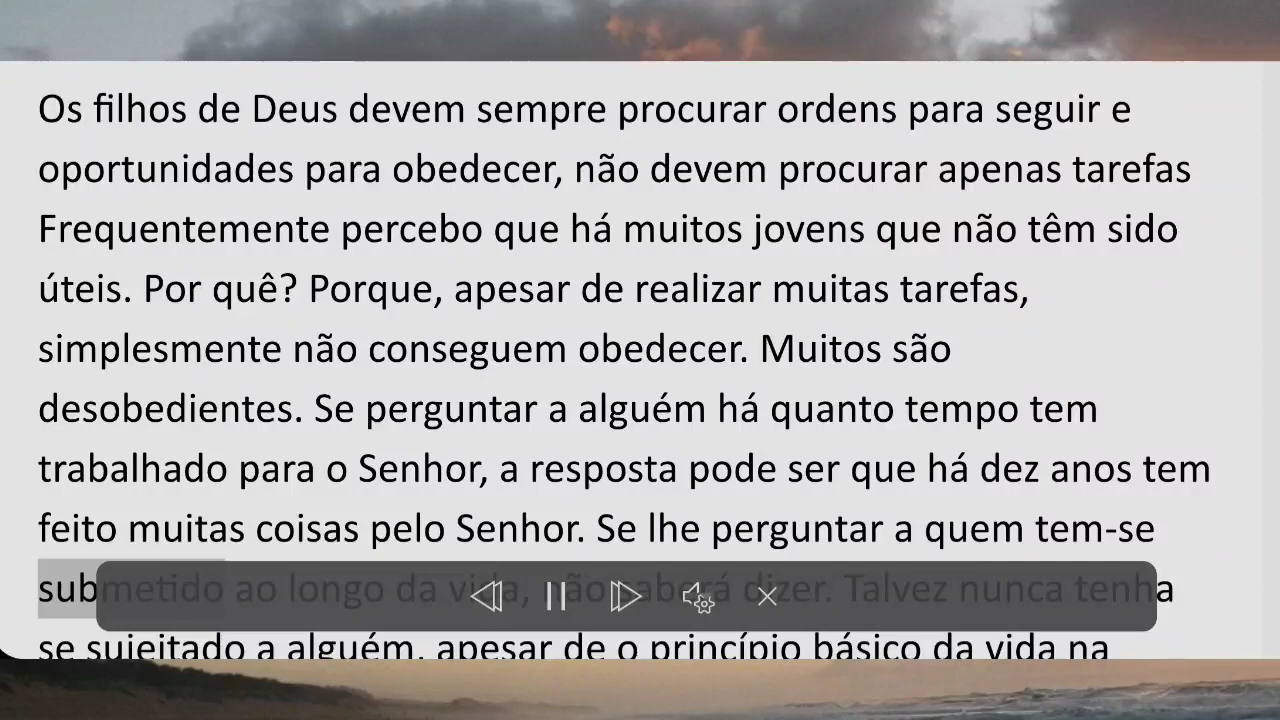 Os filhos de Deus devem sempre procurar ordens para seguir e
oportunidades para obedecer, não devem procurar apenas tarefas
Frequentemente percebo que há muitos jovens que não têm sido
úteis. Por quê? Porque, apesar de realizar muitas tarefas,
simplesmente não conseguem obedecer. Muitos são
desobedientes. Se perguntar a alguém há quanto tempo tem
trabalhado para o Senhor, a resposta pode ser que há dez anos tem
feito muitas coisas pelo Senhor. Se lhe perguntar a quem tem-se
submetido ao longo da vida, não saberá dizer. Talvez nunca tenha
se sujeitado a alguém, apesar de o princípio básico da vida na